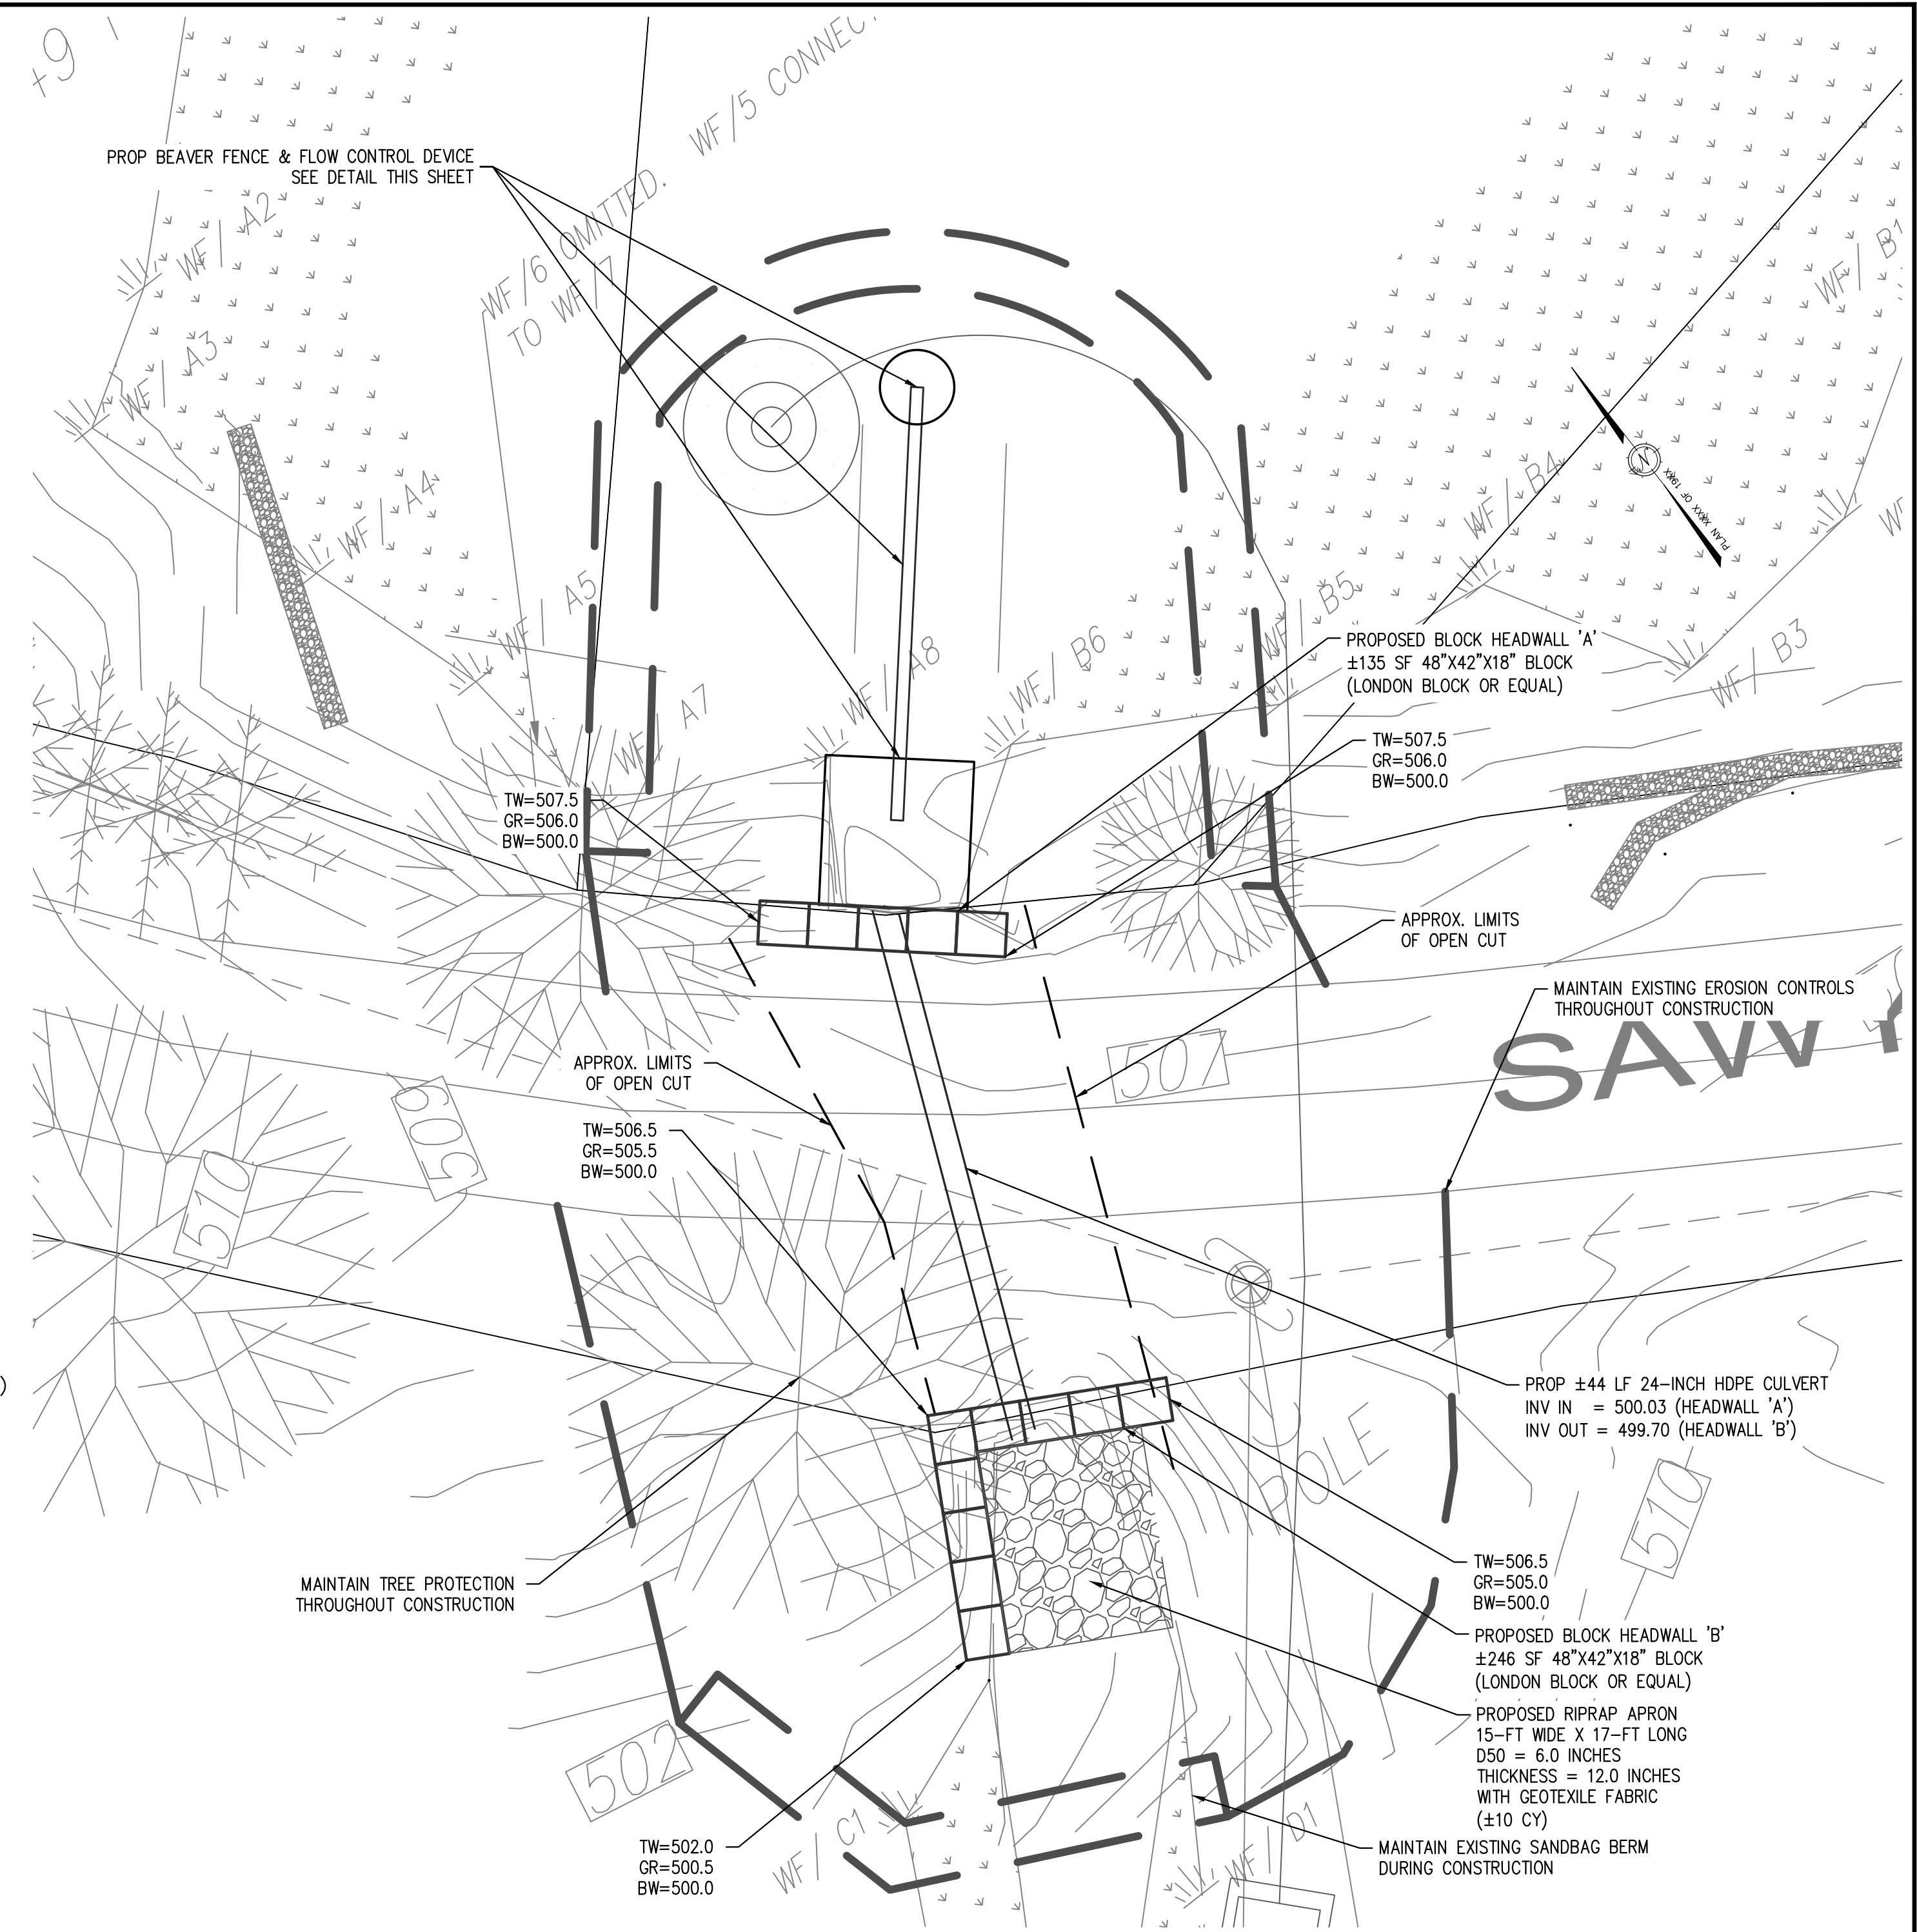 +9
WF/5 CONNEC
PROP BEAVER FENCE & FLOW CONTROL DEVICE
SEE DETAIL THIS SHEET
WF/6 OMITTED.
TO WF/7
WF/ A2
WF/ B1
WF/ A3
WF/ A4
WF/ B4
N
PLAN XXXX OF 19XX
WF/ A5
WF/ B5
WF/ A8
WF/ B6
WF/ A7
WF/ B3
PROPOSED BLOCK HEADWALL 'A'
±135 SF 48"X42"X18" BLOCK
(LONDON BLOCK OR EQUAL)
TW=507.5
GR=506.0
BW=500.0
TW=507.5
GR=506.0
BW=500.0
APPROX. LIMITS
OF OPEN CUT
MAINTAIN EXISTING EROSION CONTROLS
THROUGHOUT CONSTRUCTION
SAWY
APPROX. LIMITS
OF OPEN CUT
507
509
510
TW=506.5
GR=505.5
BW=500.0
PROP ±44 LF 24-INCH HDPE CULVERT
INV IN = 500.03 (HEADWALL 'A')
INV OUT = 499.70 (HEADWALL 'B')
)
POLE
510
MAINTAIN TREE PROTECTION
THROUGHOUT CONSTRUCTION
TW=506.5
GR=505.0
BW=500.0
PROPOSED BLOCK HEADWALL 'B'
±246 SF 48"X42"X18" BLOCK
(LONDON BLOCK OR EQUAL)
PROPOSED RIPRAP APRON
15-FT WIDE X 17-FT LONG
D50 = 6.0 INCHES
THICKNESS = 12.0 INCHES
WITH GEOTEXILE FABRIC
(±10 CY)
502
TW=502.0
GR=500.5
BW=500.0
WF/ C1
WF/ D1
MAINTAIN EXISTING SANDBAG BERM
DURING CONSTRUCTION